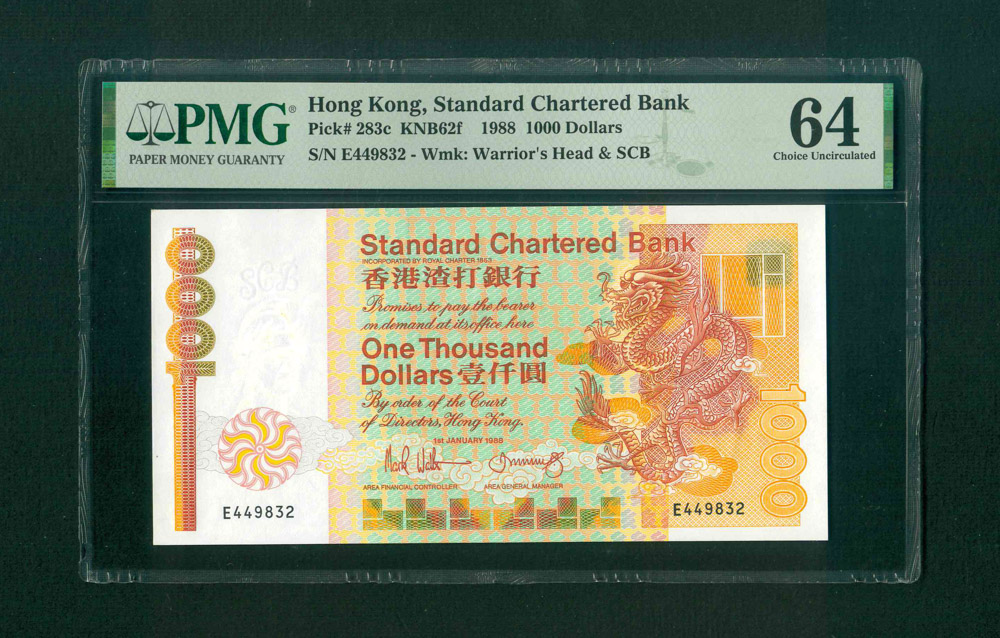 PMG®
PAPER MONEY GUARANTY
Hong Kong, Standard Chartered Bank
Pick# 283c KNB62f 1988 1000 Dollars
S/N E449832 - Wmk: Warrior's Head & SCB
64
Choice Uncirculated
1000
SCB
Standard Chartered Bank
INCORPORATED BY ROYAL CHARTER 1853
香港渣打銀行
Promises to pay the bearer
on demand at its office here
One Thousand
Dollars 壹仟圓
By order of the Court
of Directors, Hong Kong.
1st JANUARY 1988
AREA FINANCIAL CONTROLLER
AREA GENERAL MANAGER
E449832
E449832
1000